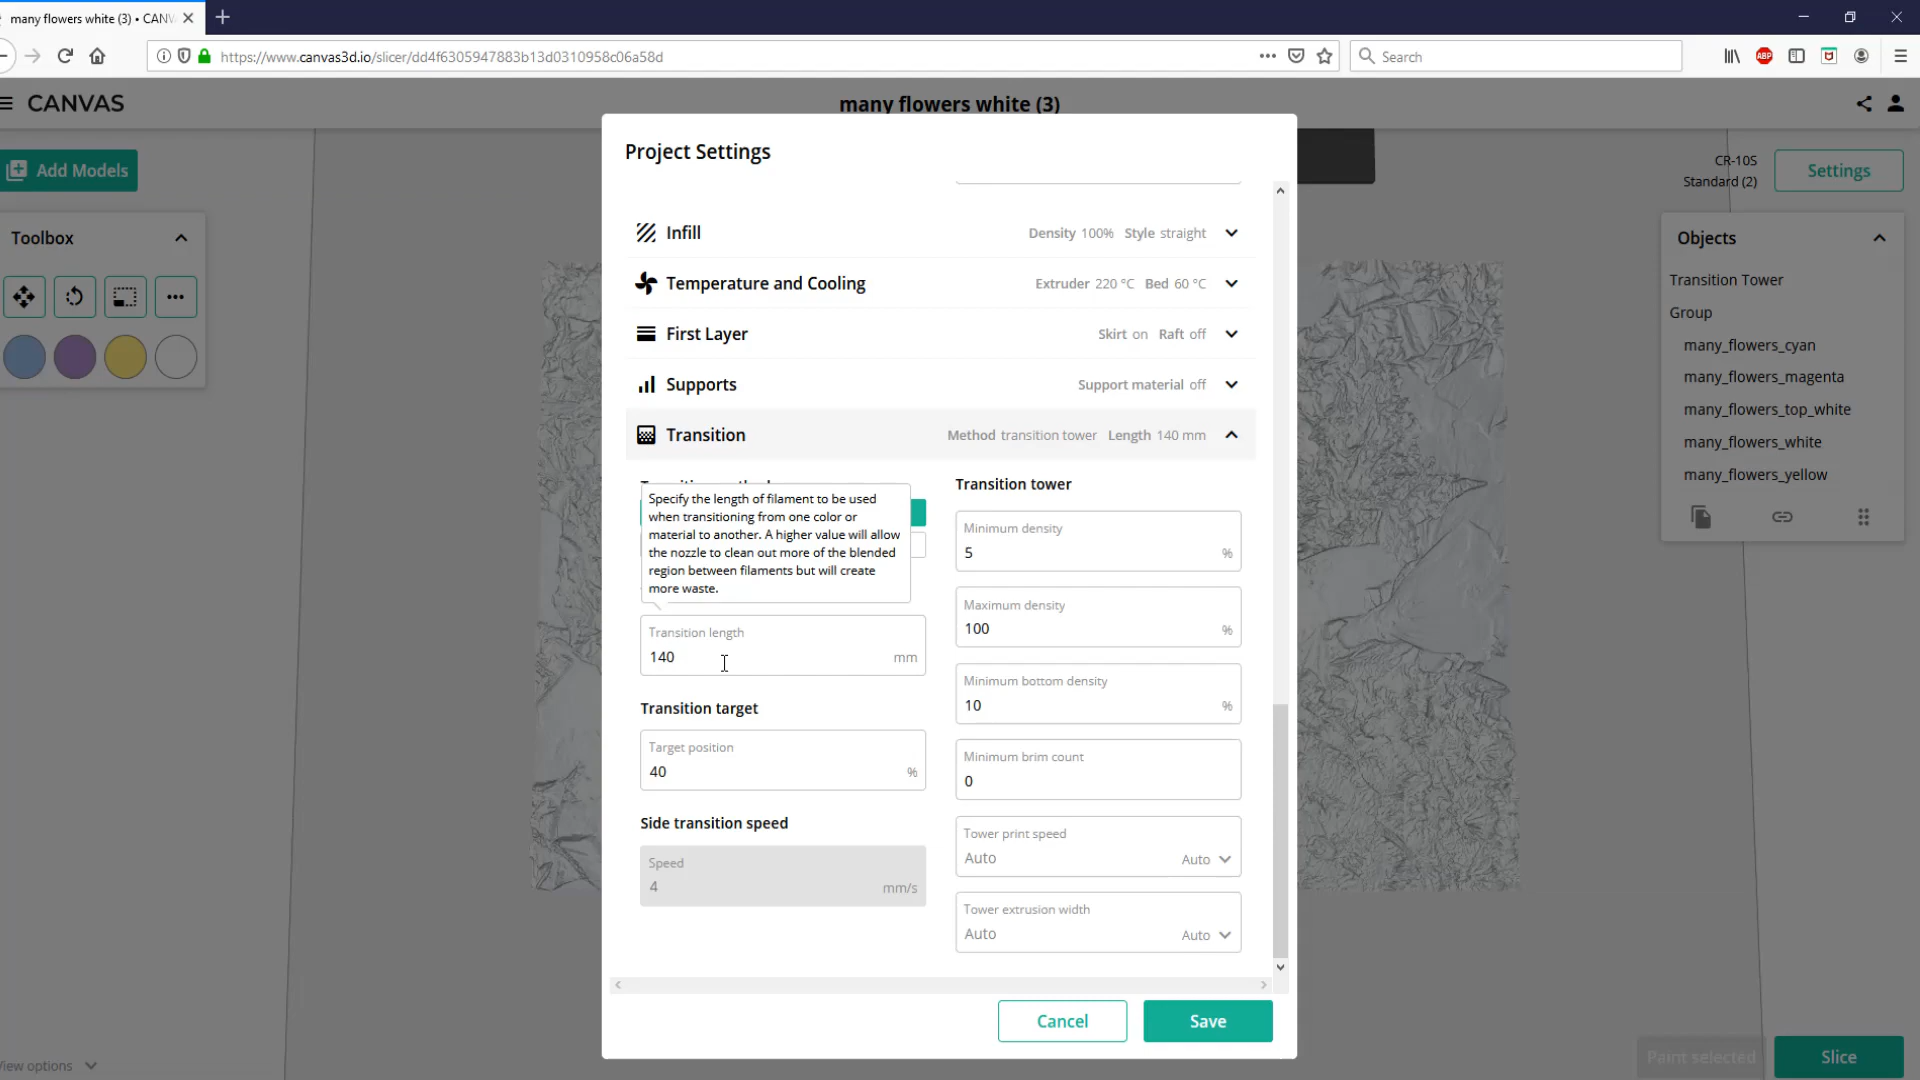 many flowers white (3) • CANV
https://www.canvas3d.io/slicer/dd4f6305947883b13d0310958c06a58d
Search
ABP
CANVAS
many flowers white (3)
Add Models
CR-10S
Standard (2)
Settings
Toolbox
Project Settings
Infill
Density 100% Style straight
Temperature and Cooling
Extruder 220 °C Bed 60 °C
First Layer
Skirt on Raft off
Supports
Support material off
Transition
Method transition tower Length 140 mm
Specify the length of filament to be used
when transitioning from one color or
material to another. A higher value will allow
the nozzle to clean out more of the blended
region between filaments but will create
more waste.
Transition length
140 mm
Transition target
Target position
40 %
Side transition speed
Speed
4 mm/s
Transition tower
Minimum density
5 %
Maximum density
100 %
Minimum bottom density
10 %
Minimum brim count
0
Tower print speed
Auto Auto
Tower extrusion width
Auto Auto
Cancel
Save
Objects
Transition Tower
Group
many_flowers_cyan
many_flowers_magenta
many_flowers_top_white
many_flowers_white
many_flowers_yellow
View options
Paint selected
Slice